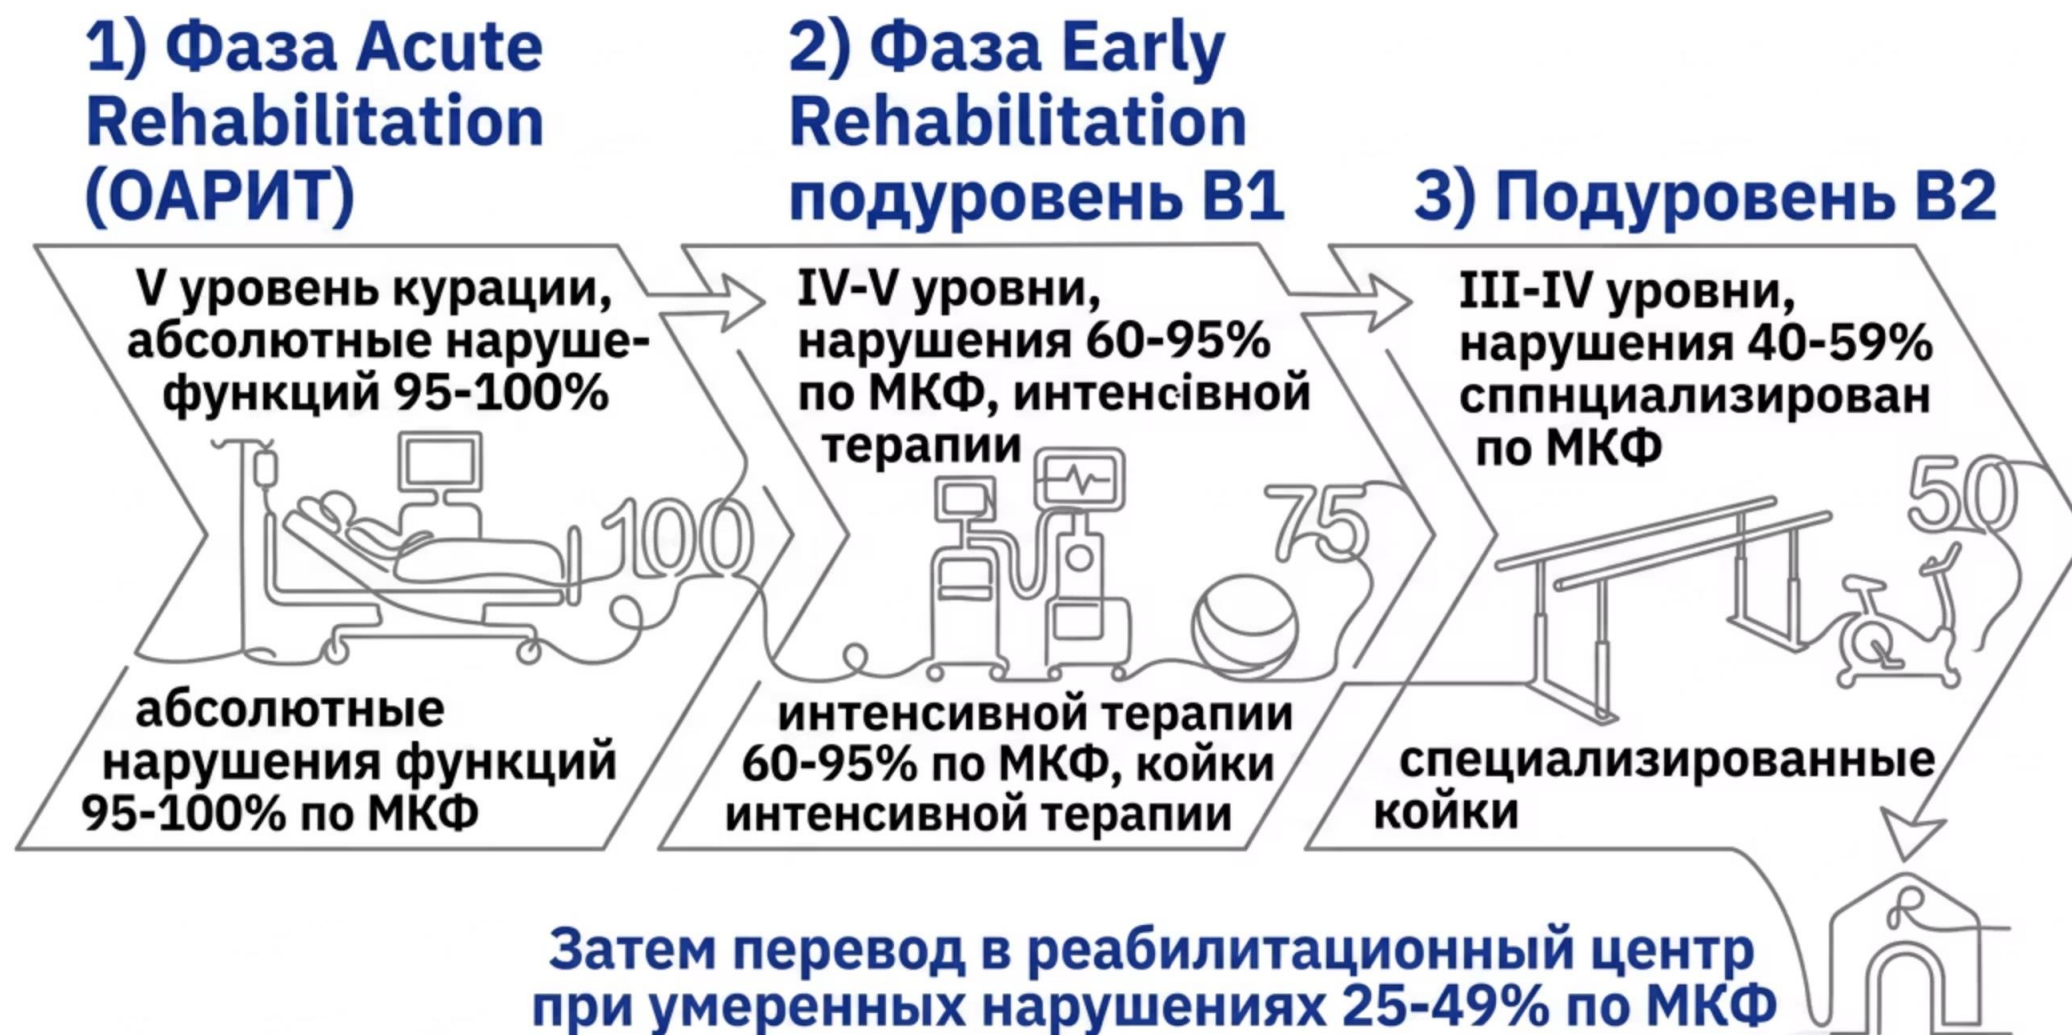 1) Фаза Acute
Rehabilitation
(ОАРИТ)
V уровень курации,
абсолютные наруше-
функций 95-100%
100
абсолютные
нарушения функций
95-100% по МКФ
2) Фаза Early
Rehabilitation
подуровень B1
IV-V уровни,
нарушения 60-95%
по МКФ, интенсівной
терапии
75
интенсивной терапии
60-95% по МКФ, койки
интенсивной терапии
3) Подуровень B2
III-IV уровни,
нарушения 40-59%
сппнциализирован
по МКФ
50
специализированные
койки
Затем перевод в реабилитационный центр
при умеренных нарушениях 25-49% по МКФ